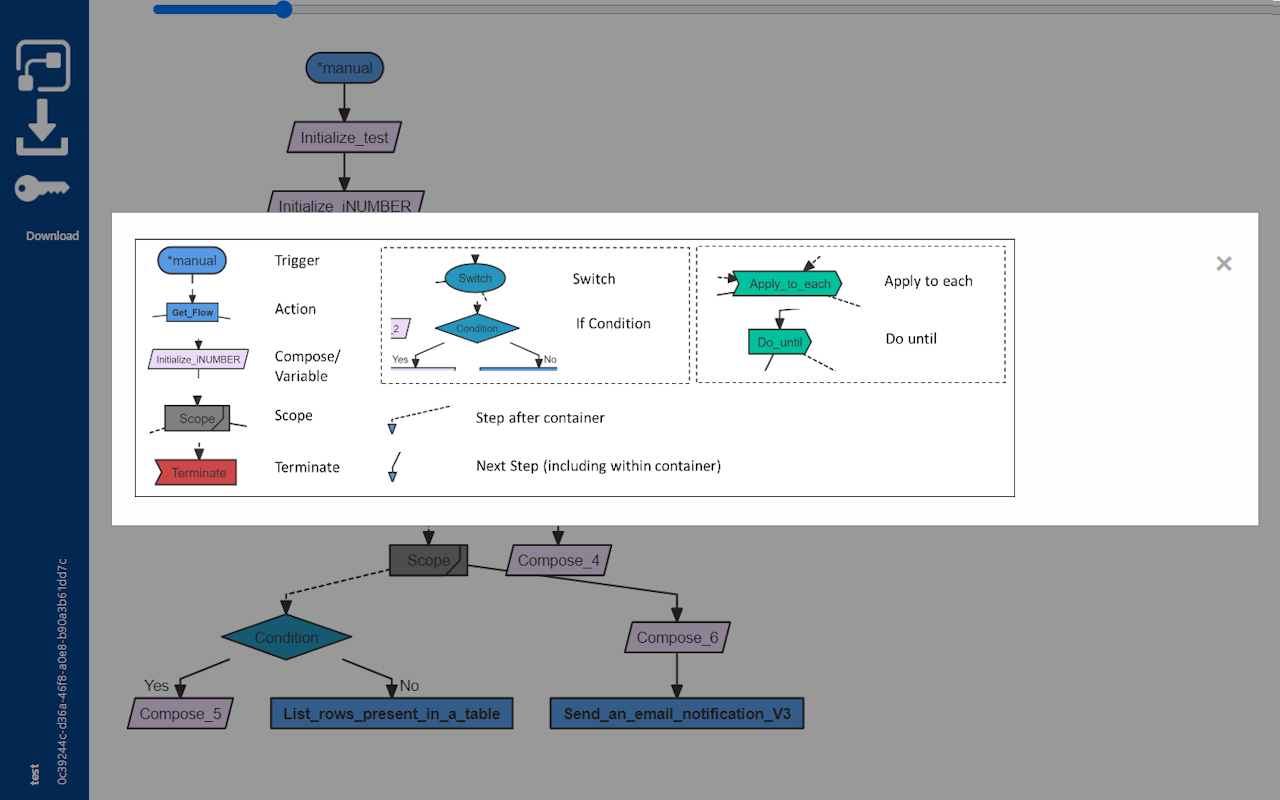 *manual
Initialize_test
Initialize_iNUMBER
Download
*manual
Trigger
Get_Flow
Action
Initialize_iNUMBER
Compose/
Variable
Scope
Scope
Terminate
Terminate
Switch
Switch
_2
Condition
If Condition
Yes
No
Step after container
Next Step (including within container)
Apply_to_each
Apply to each
Do_until
Do until
Scope
Compose_4
Condition
Compose_6
Yes
No
Compose_5
List_rows_present_in_a_table
Send_an_email_notification_V3
test
0c39244c-d36a-46f8-a0e8-b90a3b61dd7c